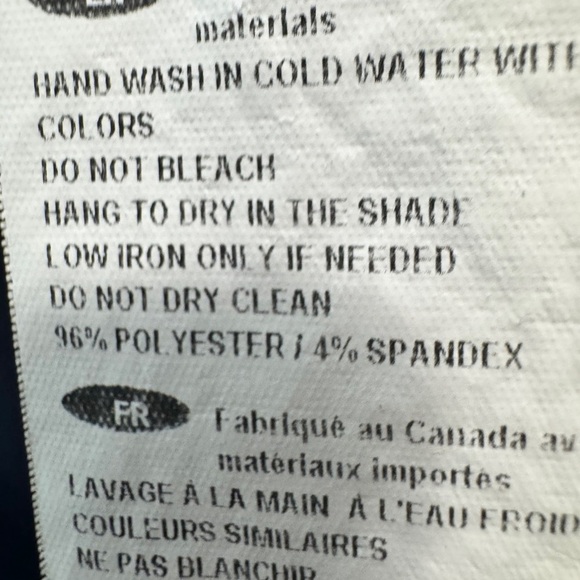 materials
HAND WASH IN COLD WATER WITH
COLORS
DO NOT BLEACH
HANG TO DRY IN THE SHADE
LOW IRON ONLY IF NEEDED
DO NOT DRY CLEAN
96% POLYESTER / 4% SPANDEX
FR Fabriqué au Canada av
matériaux importés
LAVAGE À LA MAIN À L'EAU FROID
COULEURS SIMILAIRES
NE PAS BLANCHIR